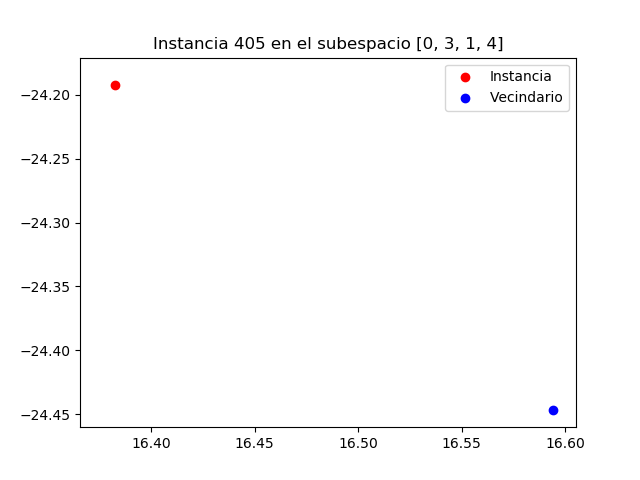 Instancia 405 en el subespacio [0, 3, 1, 4]
Instancia
Vecindario
−24.20
−24.25
−24.30
−24.35
−24.40
−24.45
16.40 16.45 16.50 16.55 16.60